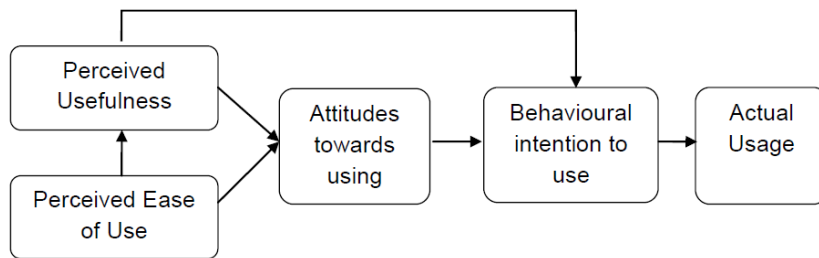 Perceived
Usefulness
Perceived Ease
of Use
Attitudes
towards
using
Behavioural
intention to
use
Actual
Usage